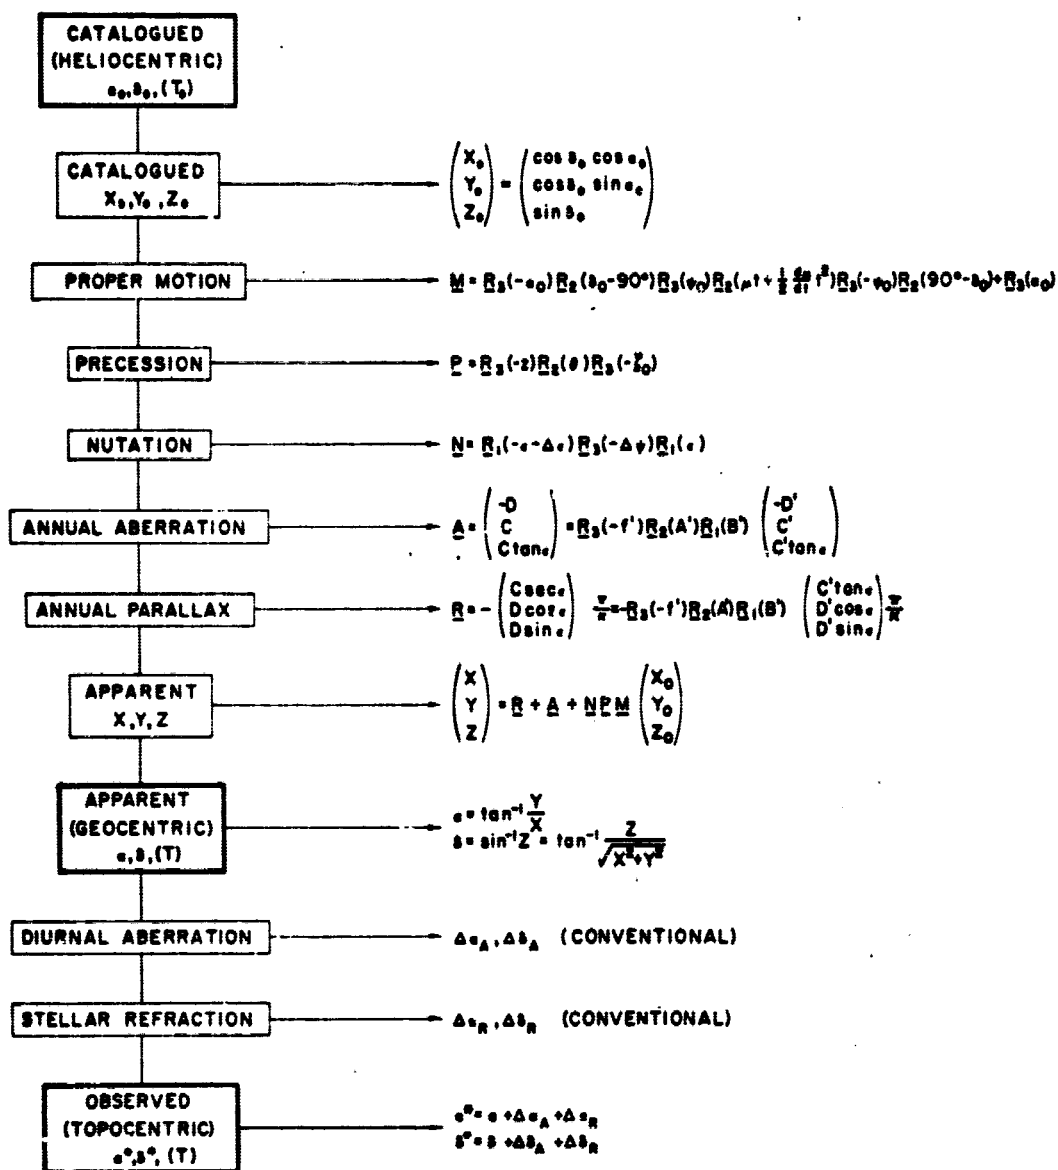 CATALOGUED
(HELIOCENTRIC)
α₀,δ₀,(T₀)
CATALOGUED
X₀,Y₀,Z₀
(X₀ Y₀ Z₀) = (cos δ₀ cos α₀
cos δ₀ sin α₀
sin δ₀)
PROPER MOTION
M = R₃(-α₀)R₂(δ₀-90°)R₃(ψ₀)R₂(μt + 1/2 dμ/dt t²)R₃(-ψ₀)R₂(90°-δ₀)+R₃(α₀)
PRECESSION
P = R₃(-z)R₂(θ)R₃(-ζ₀)
NUTATION
N = R₁(-ε-Δε)R₃(-Δψ)R₁(ε)
ANNUAL ABERRATION
A = (-D
C
C tan ε) = R₃(-f')R₂(A')R₁(B') (-D'
C'
C' tan ε)
ANNUAL PARALLAX
R = -(C sec ε
D cos ε
D sin ε) π/κ = -R₃(-f')R₂(A')R₁(B') (C' tan ε
D' cos ε
D' sin ε) π/κ
APPARENT
X,Y,Z
(X Y Z) = R + A + N P M (X₀ Y₀ Z₀)
APPARENT
(GEOCENTRIC)
α,δ,(T)
α = tan⁻¹ Y/X
δ = sin⁻¹Z = tan⁻¹ Z/√(X²+Y²)
DIURNAL ABERRATION
Δα_A, Δδ_A (CONVENTIONAL)
STELLAR REFRACTION
Δα_R, Δδ_R (CONVENTIONAL)
OBSERVED
(TOPOCENTRIC)
α*,δ*, (T)
α* = α + Δα_A + Δα_R
δ* = δ + Δδ_A + Δδ_R